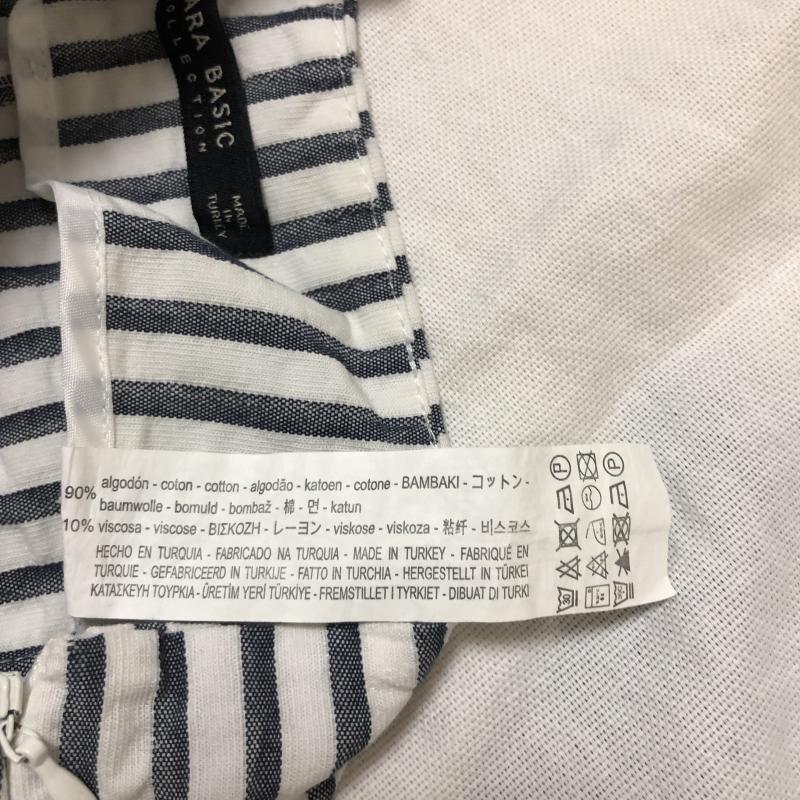 ARA BASIC
COLLECTION
MADE
IN
TURKEY
90% algodón - coton - cotton - algodão - katoen - cotone - BAMBAKI - コットン -
baumwolle - bomuld - bombaž - 棉 - 면 - katun
10% viscosa - viscose - ΒΙΣΚΟΖΗ - レーヨン - viskose - viskoza - 粘纤 - 비스코스
HECHO EN TURQUIA - FABRICADO NA TURQUIA - MADE IN TURKEY - FABRIQUÉ EN
TURQUIE - GEFABRICEERD IN TURKIJE - FATTO IN TURCHIA - HERGESTELLT IN TÜRKEI
ΚΑΤΑΣΚΕΥΗ ΤΟΥΡΚΙΑ - ÜRETİM YERİ TÜRKİYE - FREMSTILLET I TYRKIET - DIBUAT DI TURKI